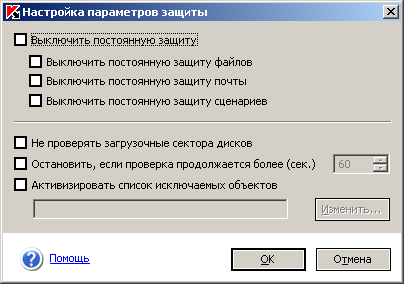 Настройка параметров защиты
Выключить постоянную защиту
Выключить постоянную защиту файлов
Выключить постоянную защиту почты
Выключить постоянную защиту сценариев
Не проверять загрузочные сектора дисков
Остановить, если проверка продолжается более (сек.) 60
Активизировать список исключаемых объектов
Изменить...
Помощь OK Отмена